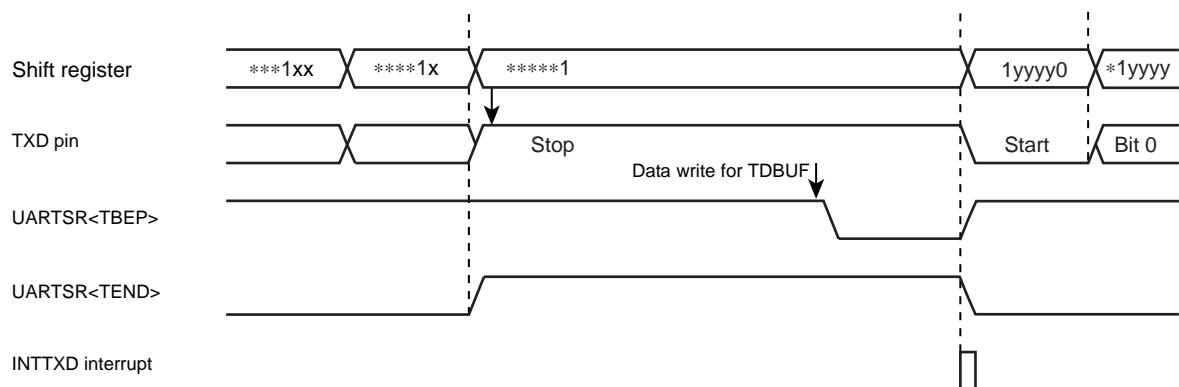 Shift register ***1xx ****1x *****1 1yyyy0 *1yyyy
TXD pin Stop Start Bit 0
Data write for TDBUF
UARTSR<TBEP>
UARTSR<TEND>
INTTXD interrupt